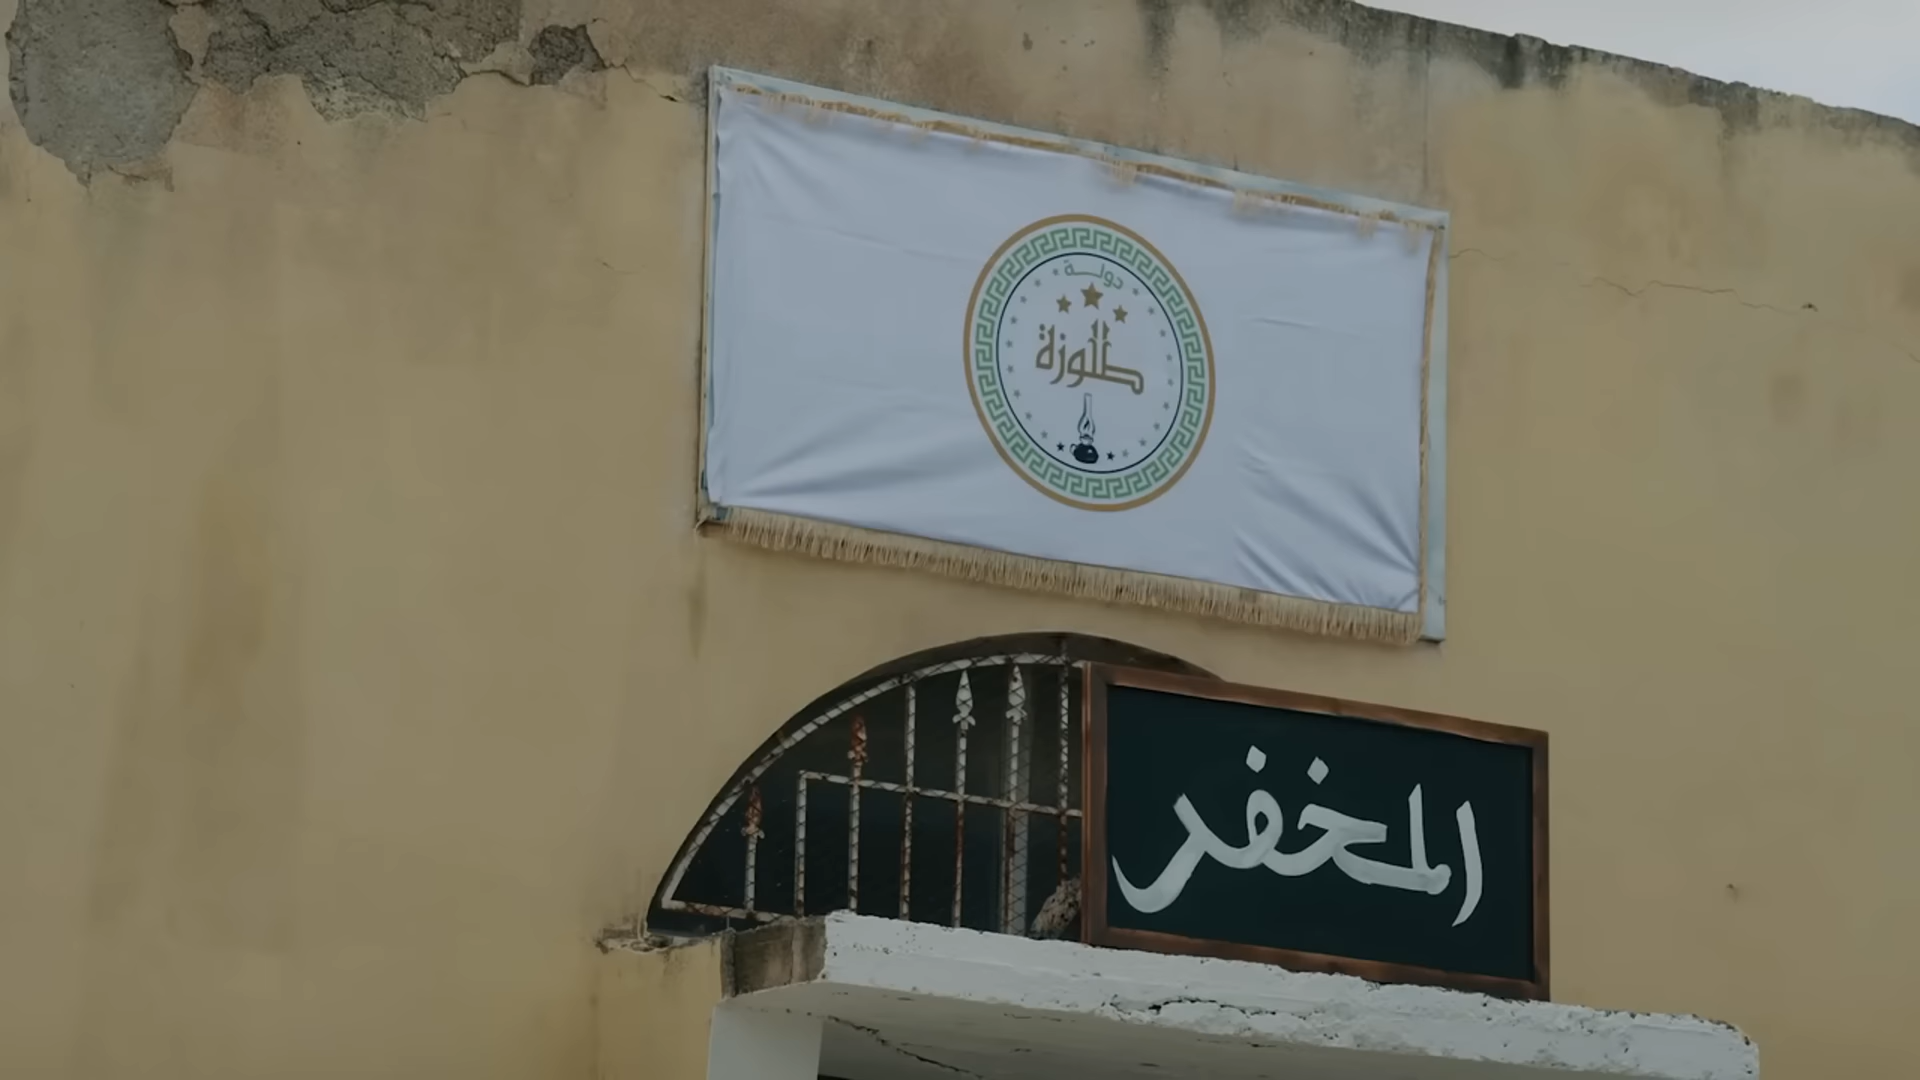 دولة
طلوزة
المخفر